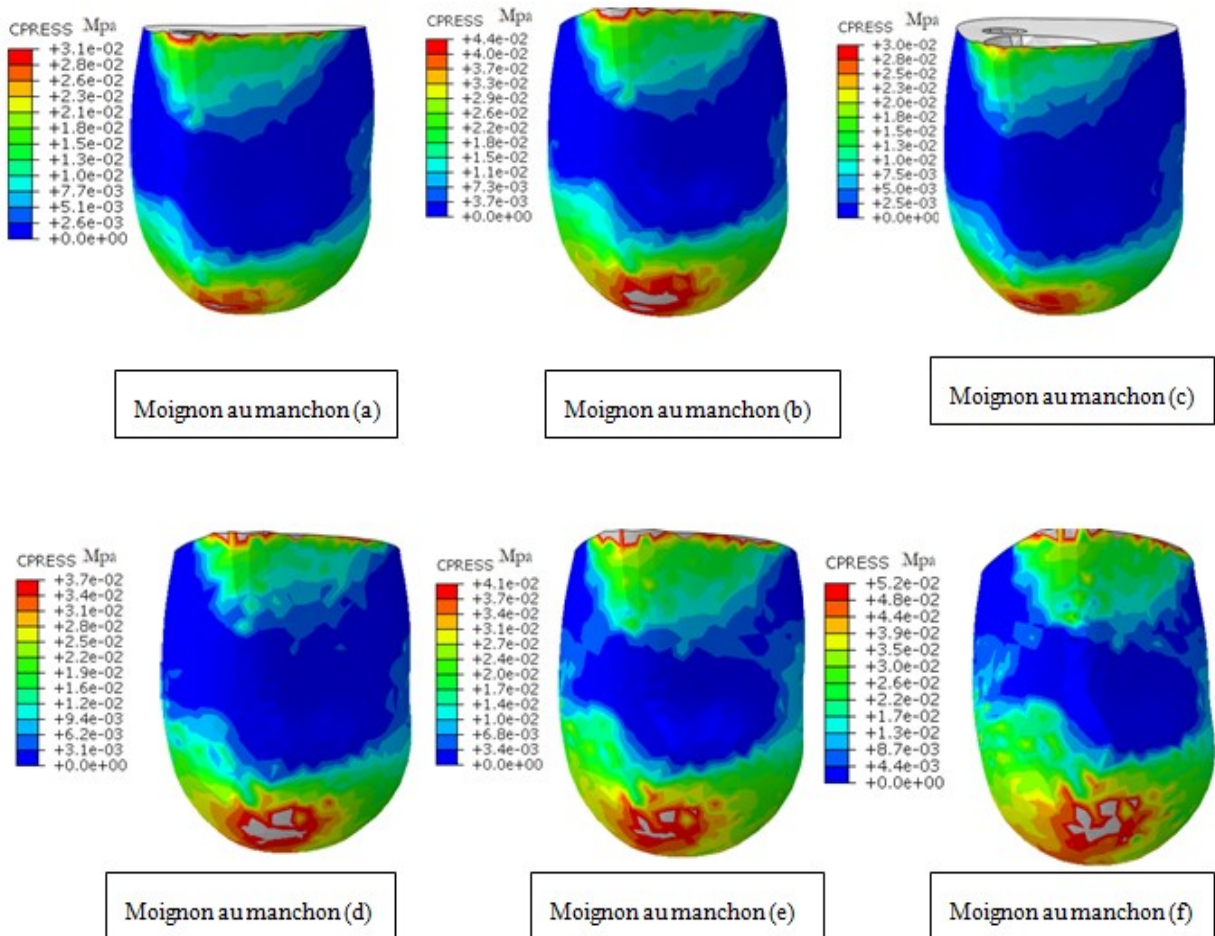 CPRESS Mpa
+3.1e-02
+2.8e-02
+2.6e-02
+2.3e-02
+2.1e-02
+1.8e-02
+1.5e-02
+1.3e-02
+1.0e-02
+7.7e-03
+5.1e-03
+2.6e-03
+0.0e+00
CPRESS Mpa
+4.4e-02
+4.0e-02
+3.7e-02
+3.3e-02
+2.9e-02
+2.6e-02
+2.2e-02
+1.8e-02
+1.5e-02
+1.1e-02
+7.3e-03
+3.7e-03
+0.0e+00
CPRESS Mpa
+3.0e-02
+2.8e-02
+2.5e-02
+2.3e-02
+2.0e-02
+1.8e-02
+1.5e-02
+1.3e-02
+1.0e-02
+7.5e-03
+5.0e-03
+2.5e-03
+0.0e+00
Moignon au manchon (a)
Moignon au manchon (b)
Moignon au manchon (c)
CPRESS Mpa
+3.7e-02
+3.4e-02
+3.1e-02
+2.8e-02
+2.5e-02
+2.2e-02
+1.9e-02
+1.6e-02
+1.2e-02
+9.4e-03
+6.2e-03
+3.1e-03
+0.0e+00
CPRESS Mpa
+4.1e-02
+3.7e-02
+3.4e-02
+3.1e-02
+2.7e-02
+2.4e-02
+2.0e-02
+1.7e-02
+1.4e-02
+1.0e-02
+6.8e-03
+3.4e-03
+0.0e+00
CPRESS Mpa
+5.2e-02
+4.8e-02
+4.4e-02
+3.9e-02
+3.5e-02
+3.0e-02
+2.6e-02
+2.2e-02
+1.7e-02
+1.3e-02
+8.7e-03
+4.4e-03
+0.0e+00
Moignon au manchon (d)
Moignon au manchon (e)
Moignon au manchon (f)